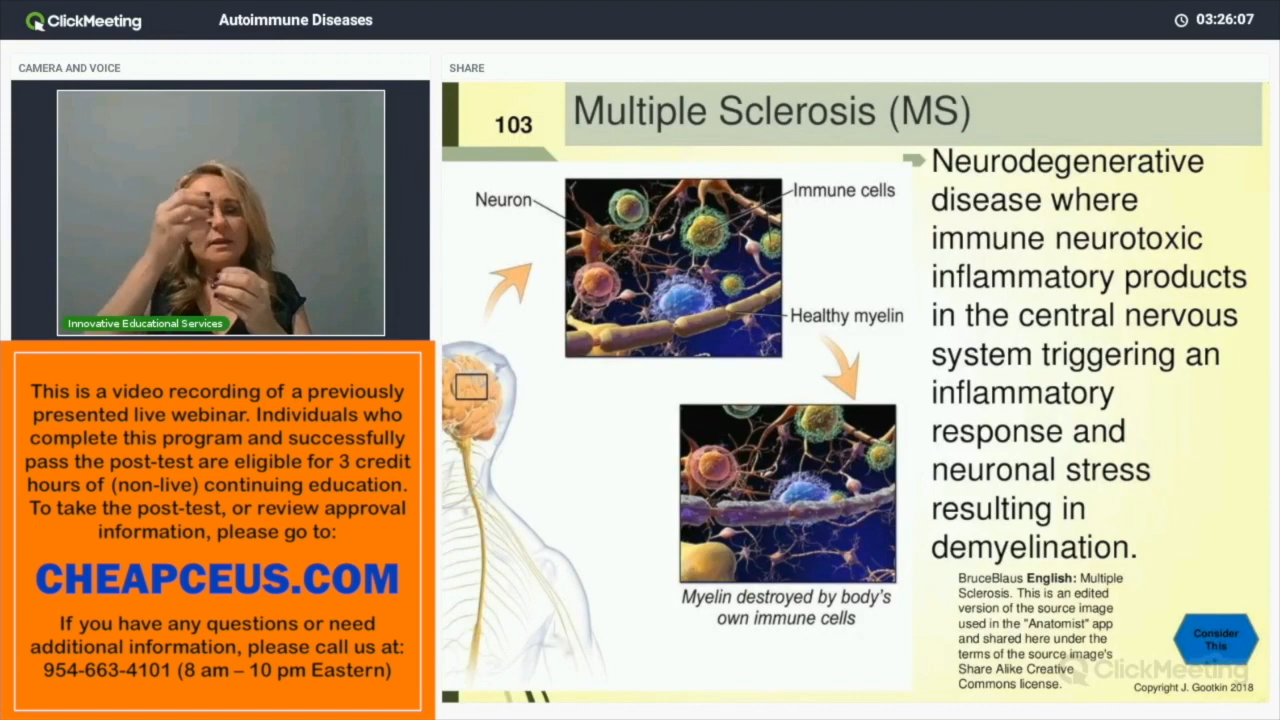 ClickMeeting
Autoimmune Diseases
03:26:07
CAMERA AND VOICE
SHARE
Innovative Educational Services
This is a video recording of a previously
presented live webinar. Individuals who
complete this program and successfully
pass the post-test are eligible for 3 credit
hours of (non-live) continuing education.
To take the post-test, or review approval
information, please go to:
CHEAPCEUS.COM
If you have any questions or need
additional information, please call us at:
954-663-4101 (8 am – 10 pm Eastern)
103
Multiple Sclerosis (MS)
Neuron
Immune cells
Healthy myelin
Myelin destroyed by body's
own immune cells
Neurodegenerative
disease where
immune neurotoxic
inflammatory products
in the central nervous
system triggering an
inflammatory
response and
neuronal stress
resulting in
demyelination.
BruceBlaus English: Multiple
Sclerosis. This is an edited
version of the source image
used in the "Anatomist" app
and shared here under the
terms of the source image's
Share Alike Creative
Commons license.
Consider
This
ClickMeeting
Copyright J. Gootkin 2018